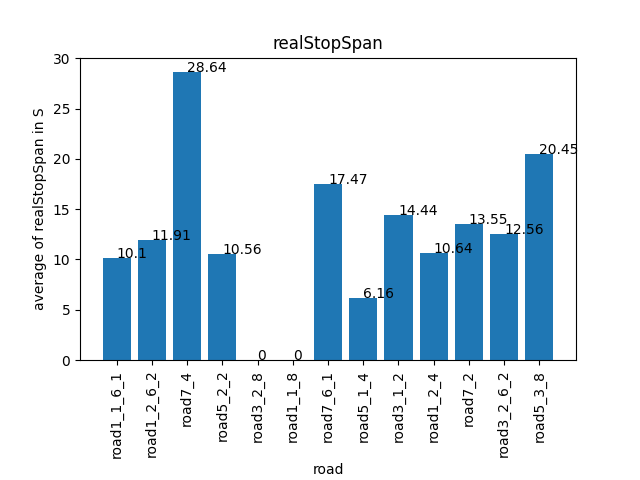 realStopSpan
average of realStopSpan in S
30
25
20
15
10
5
0
10.1
11.91
28.64
10.56
0
0
17.47
6.16
14.44
10.64
13.55
12.56
20.45
road1_1_6_1
road1_2_6_2
road7_4
road5_2_2
road3_2_8
road1_1_8
road7_6_1
road5_1_4
road3_1_2
road1_2_4
road7_2
road3_2_6_2
road5_3_8
road